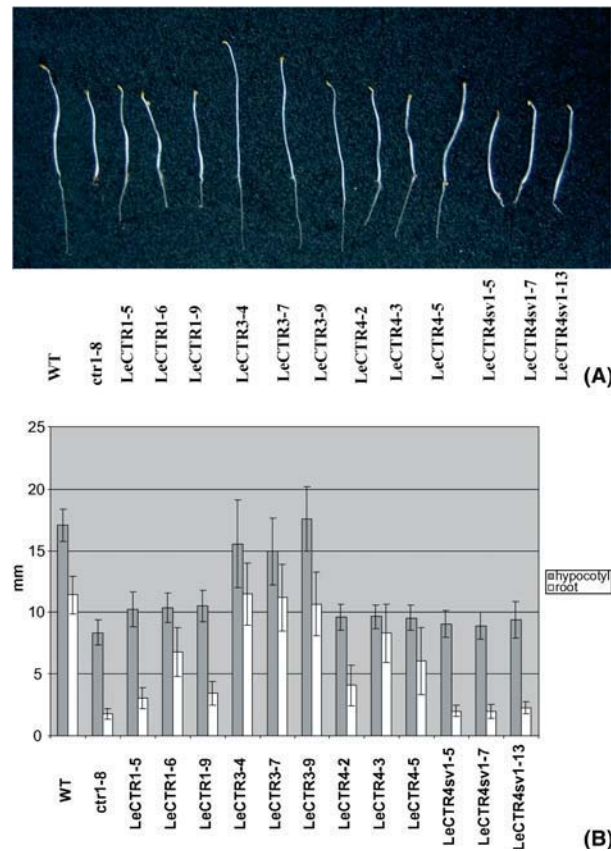 WT
ctr1-8
LeCTR1-5
LeCTR1-6
LeCTR1-9
LeCTR3-4
LeCTR3-7
LeCTR3-9
LeCTR4-2
LeCTR4-3
LeCTR4-5
LeCTR4sv1-5
LeCTR4sv1-7
LeCTR4sv1-13
(A)
25
20
15
10
5
0
mm
hypocotyl
root
WT
ctr1-8
LeCTR1-5
LeCTR1-6
LeCTR1-9
LeCTR3-4
LeCTR3-7
LeCTR3-9
LeCTR4-2
LeCTR4-3
LeCTR4-5
LeCTR4sv1-5
LeCTR4sv1-7
LeCTR4sv1-13
(B)